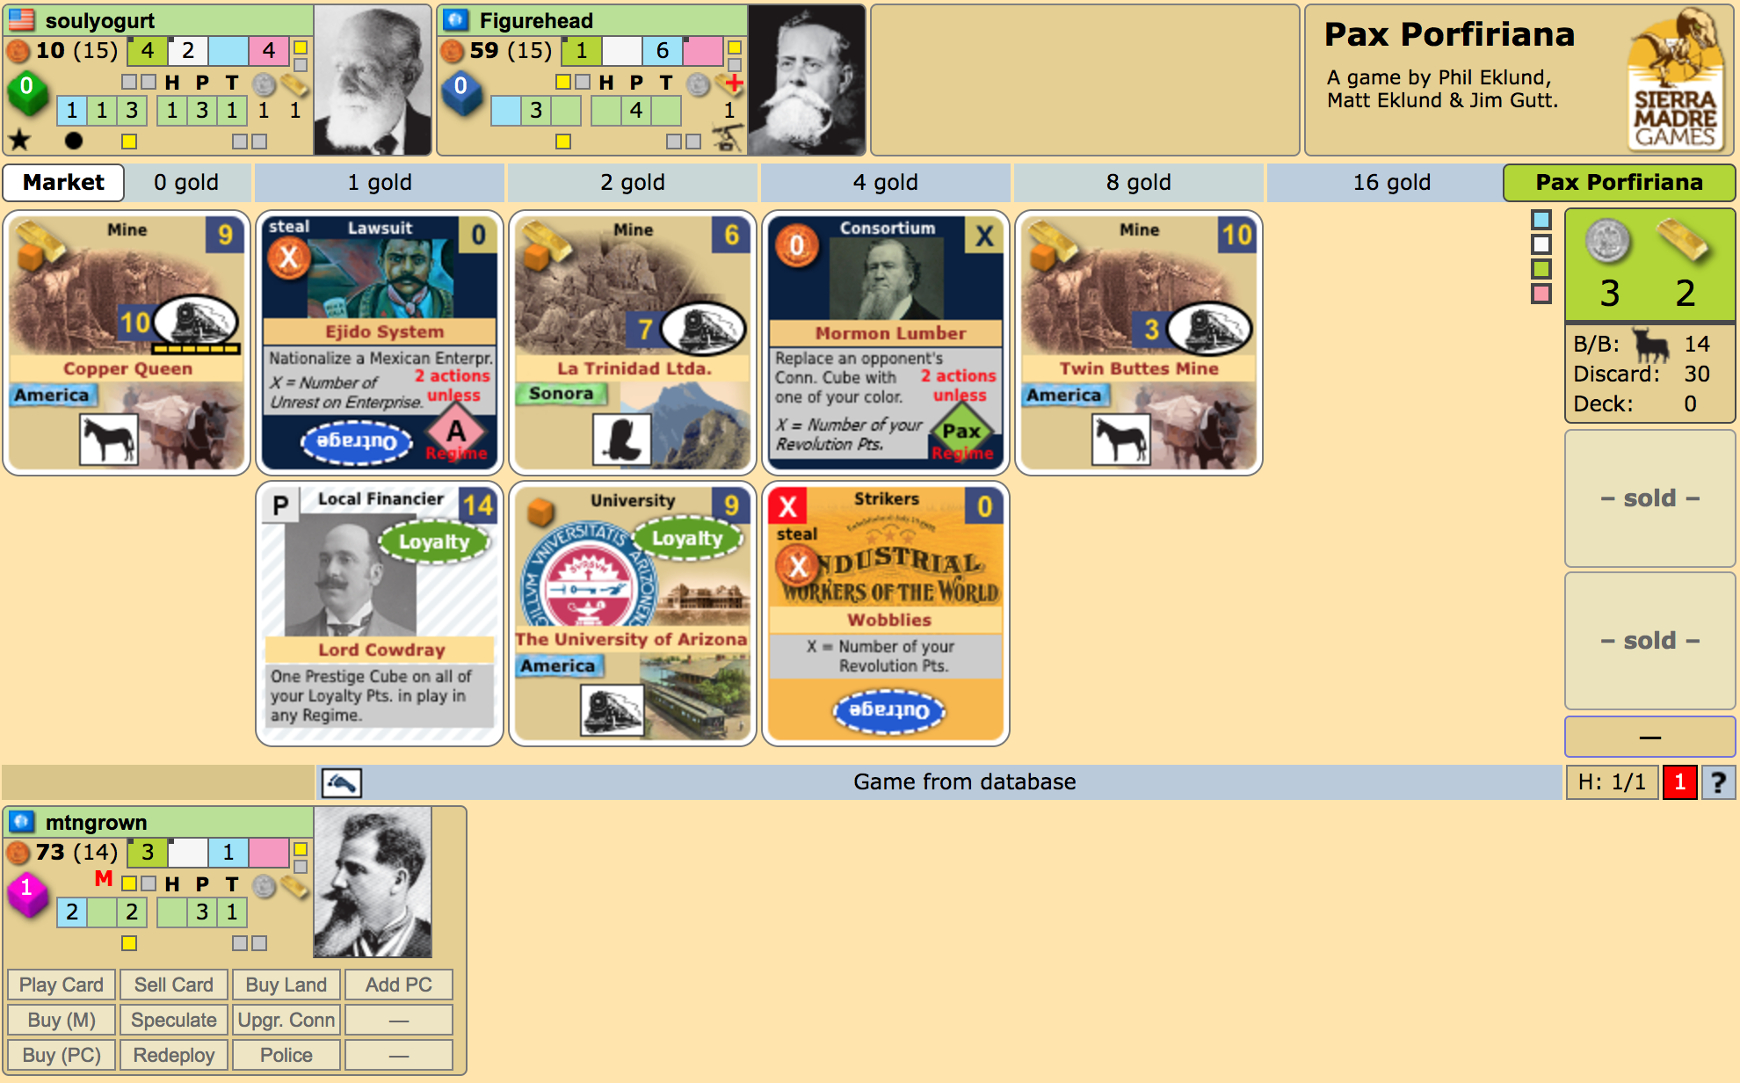 soulyogurt
10 (15) 4 2 4
0
H P T
1 1 3 1 3 1 1 1
Figurehead
59 (15) 1 6
0
H P T
3 4 1
Pax Porfiriana
A game by Phil Eklund,
Matt Eklund & Jim Gutt.
SIERRA
MADRE
GAMES
Market 0 gold 1 gold 2 gold 4 gold 8 gold 16 gold Pax Porfiriana
Mine 9
10
Copper Queen
America
steal Lawsuit 0
X
Ejido System
Nationalize a Mexican Enterpr.
X = Number of
Unrest on Enterprise.
2 actions
unless
A
Regime
Outrage
Mine 6
7
La Trinidad Ltda.
Sonora
0 Consortium X
Mormon Lumber
Replace an opponent's
Conn. Cube with
one of your color.
X = Number of your
Revolution Pts.
2 actions
unless
Pax
Regime
Mine 10
3
Twin Buttes Mine
America
3 2
B/B: 14
Discard: 30
Deck: 0
– sold –
– sold –
—
P Local Financier 14
Loyalty
Lord Cowdray
One Prestige Cube on all of
your Loyalty Pts. in play in
any Regime.
University 9
Loyalty
The University of Arizona
America
X Strikers 0
steal
X
INDUSTRIAL
WORKERS OF THE WORLD
Wobblies
X = Number of your
Revolution Pts.
Outrage
Game from database
H: 1/1 1 ?
mtngrown
73 (14) 3 1
1
M H P T
2 2 3 1
Play Card Sell Card Buy Land Add PC
Buy (M) Speculate Upgr. Conn —
Buy (PC) Redeploy Police —